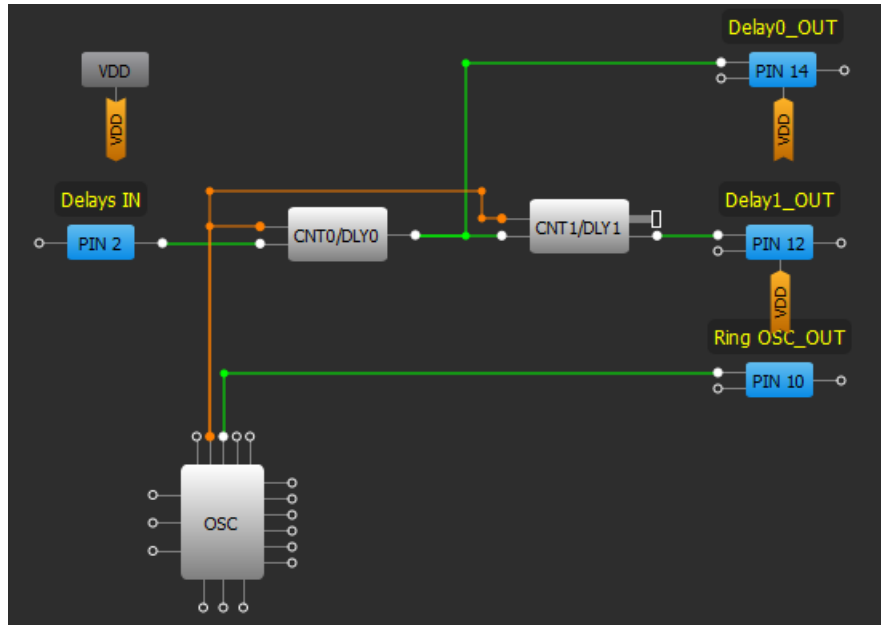 Delay0_OUT
VDD
PIN 14
VDD
VDD
Delays IN
Delay1_OUT
PIN 2
CNT0/DLY0
CNT1/DLY1
PIN 12
VDD
Ring OSC_OUT
PIN 10
OSC